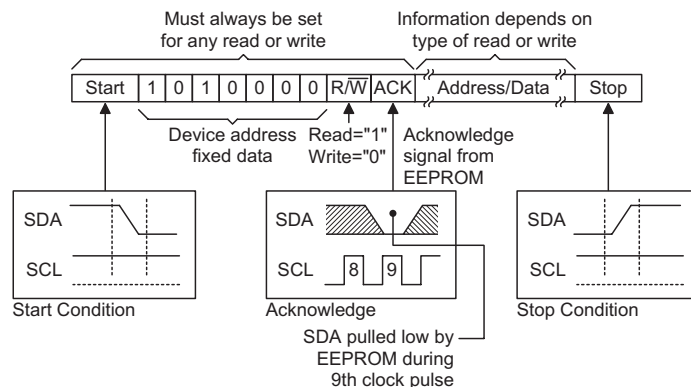 Must always be set
for any read or write
Information depends on
type of read or write
Start 1 0 1 0 0 0 0 R/W̅ ACK Address/Data Stop
Device address
fixed data
Read="1"
Write="0"
Acknowledge
signal from
EEPROM
SDA
SCL
Start Condition
SDA
SCL 8 9
Acknowledge
SDA
SCL
Stop Condition
SDA pulled low by
EEPROM during
9th clock pulse